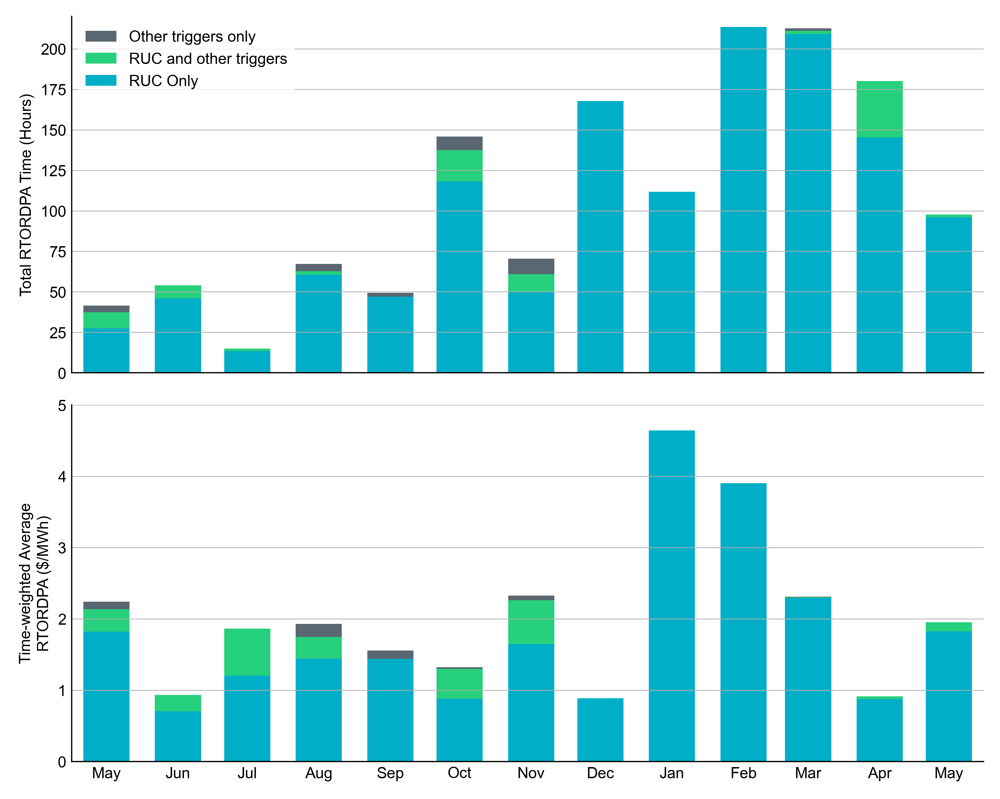 Total RTORDPA Time (Hours)
200
175
150
125
100
75
50
25
0
Other triggers only
RUC and other triggers
RUC Only
Time-weighted Average
RTORDPA ($/MWh)
5
4
3
2
1
0
May Jun Jul Aug Sep Oct Nov Dec Jan Feb Mar Apr May